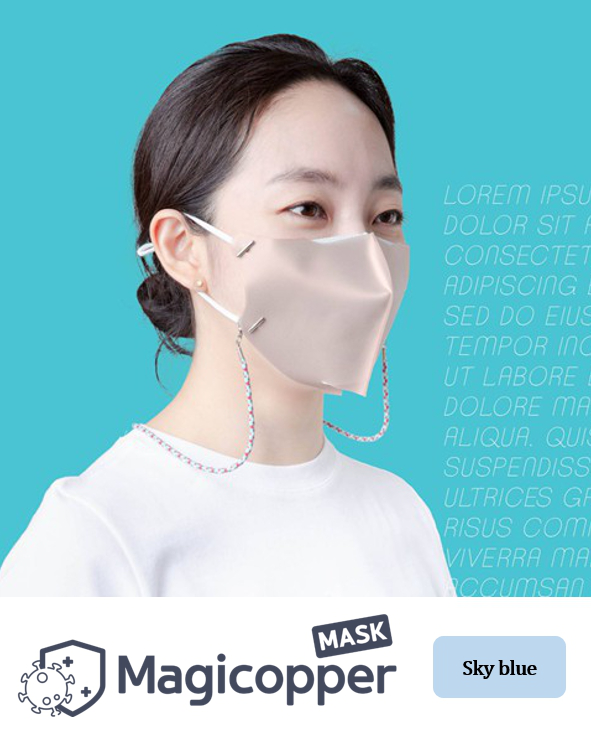 LOREM IPSU
DOLOR SIT
CONSECTET
ADIPISCING
SED DO EIUS
TEMPOR INC
UT LABORE
DOLORE MA
ALIQUA. QUIS
SUSPENDISS
ULTRICES GR
RISUS COM
VIVERRA MA
ACCUMSAN
MASK
Magicopper
Sky blue